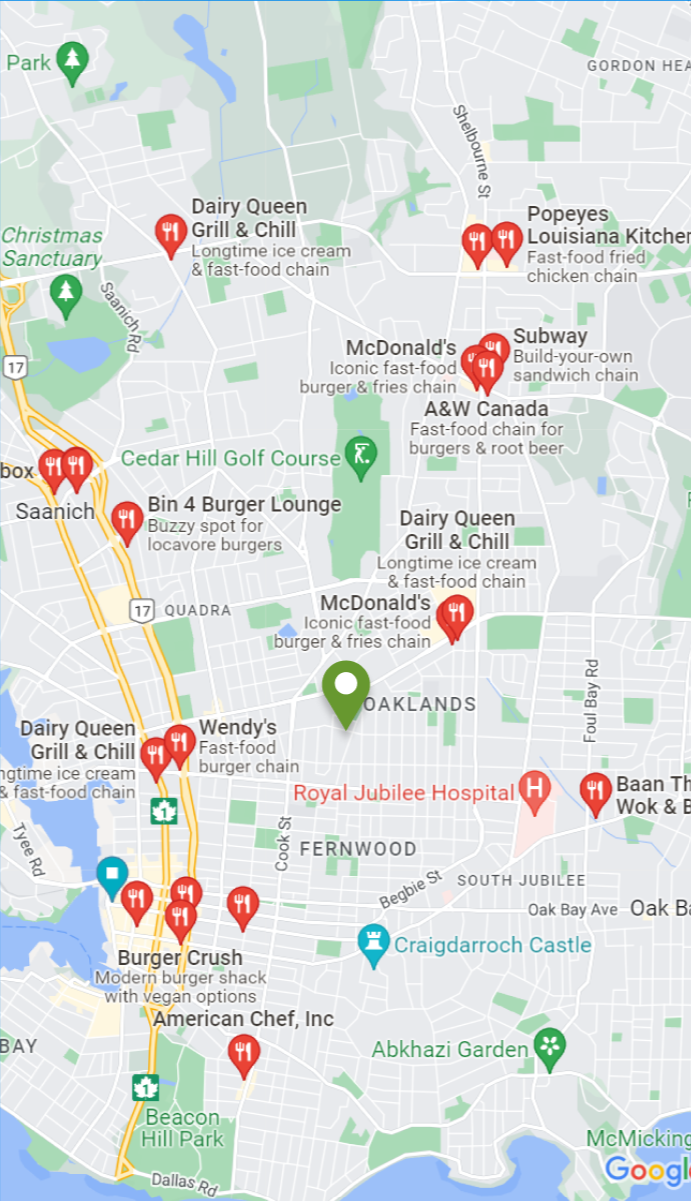 Park
GORDON HEA
Shelbourne St
Dairy Queen
Grill & Chill
Longtime ice cream
& fast-food chain
Popeyes
Louisiana Kitchen
Fast-food fried
chicken chain
Christmas
Sanctuary
Saanich Rd
17
McDonald's
Iconic fast-food
burger & fries chain
Subway
Build-your-own
sandwich chain
A&W Canada
Fast-food chain for
burgers & root beer
Cedar Hill Golf Course
box
Saanich
Bin 4 Burger Lounge
Buzzy spot for
locavore burgers
Dairy Queen
Grill & Chill
Longtime ice cream
& fast-food chain
17
QUADRA
McDonald's
Iconic fast-food
burger & fries chain
Foul Bay Rd
OAKLANDS
Dairy Queen
Grill & Chill
ngtime ice cream
& fast-food chain
Wendy's
Fast-food
burger chain
Royal Jubilee Hospital
H
Baan Th
Wok & B
1
Tyee Rd
Cook St
FERNWOOD
Begbie St
SOUTH JUBILEE
Oak Bay Ave
Oak Ba
Craigdarroch Castle
Burger Crush
Modern burger shack
with vegan options
American Chef, Inc
BAY
Abkhazi Garden
1
Beacon
Hill Park
McMicking
Google
Dallas Rd